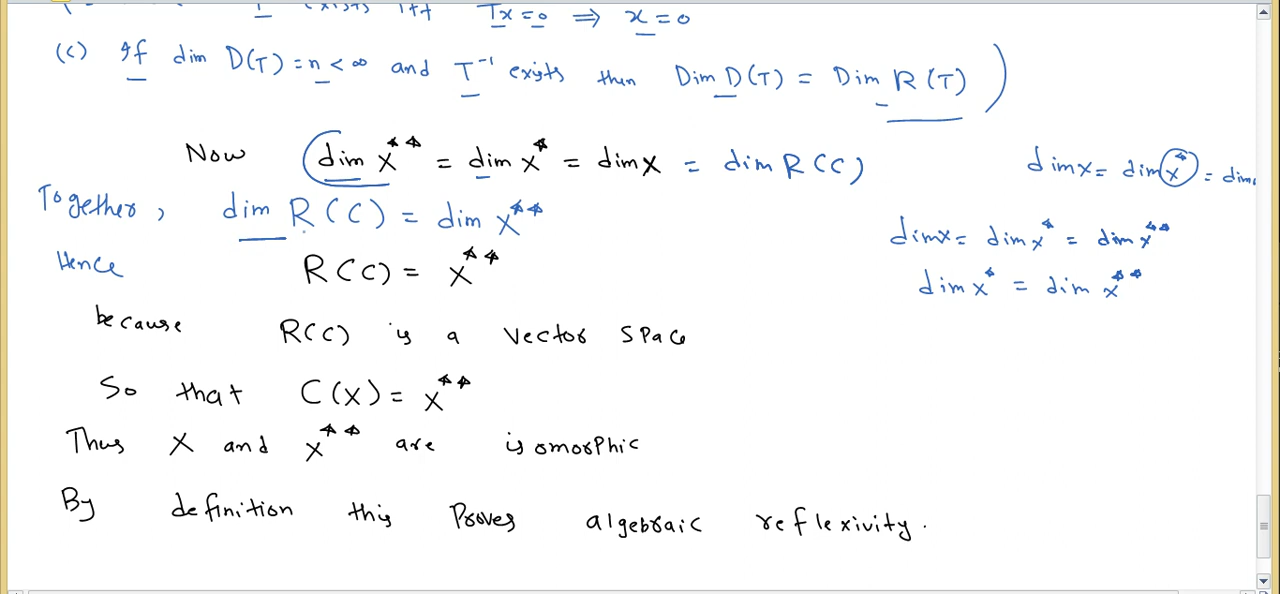 exists iff Tx = 0 ⇒ x = 0
(c) If dim D(T) = n < ∞ and T⁻¹ exists then Dim D(T) = Dim R(T) )
Now (dim X** = dim X* = dim X = dim R(C)
dim X = dim X* = dim
Together, dim R(C) = dim X**
dim X = dim X* = dim X**
Hence R(C) = X**
dim X* = dim X**
because R(C) is a vector space
So that C(X) = X**
Thus X and X** are isomorphic
By definition this proves algebraic reflexivity.